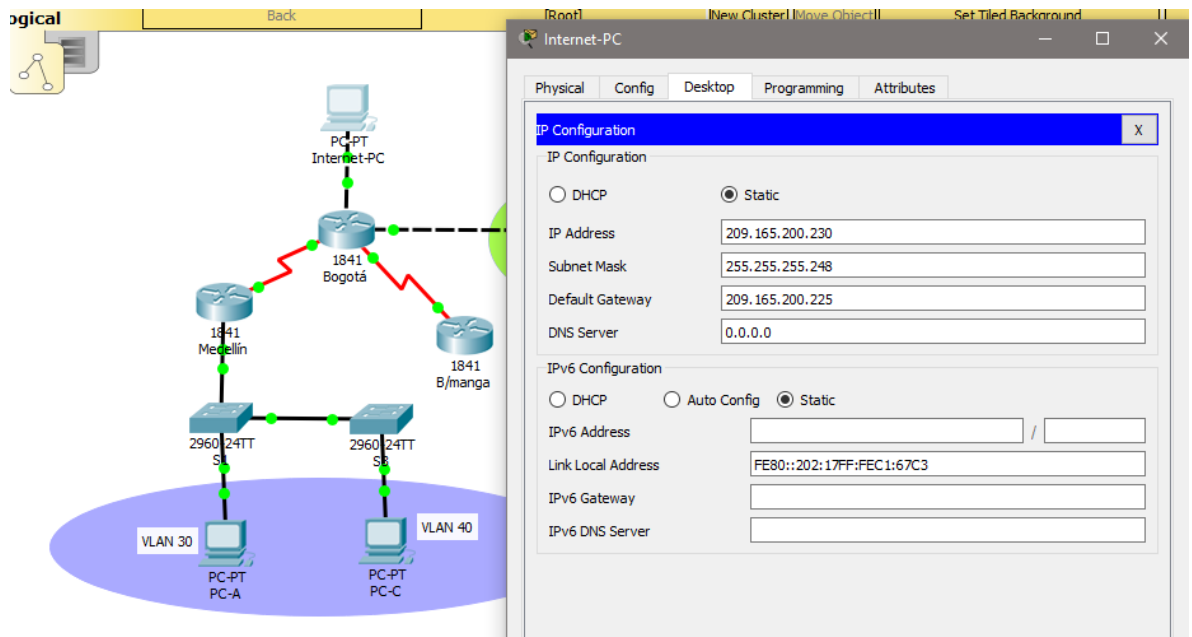 ogical
Back
[Root]
New Cluster
Move Object
Set Tiled Background
PC-PT
Internet-PC
1841
Bogotá
1841
Medellín
1841
B/manga
2960-24TT
S1
2960-24TT
S3
VLAN 30
VLAN 40
PC-PT
PC-A
PC-PT
PC-C
Internet-PC
Physical Config Desktop Programming Attributes
IP Configuration X
IP Configuration
DHCP Static
IP Address 209.165.200.230
Subnet Mask 255.255.255.248
Default Gateway 209.165.200.225
DNS Server 0.0.0.0
IPv6 Configuration
DHCP Auto Config Static
IPv6 Address /
Link Local Address FE80::202:17FF:FEC1:67C3
IPv6 Gateway
IPv6 DNS Server